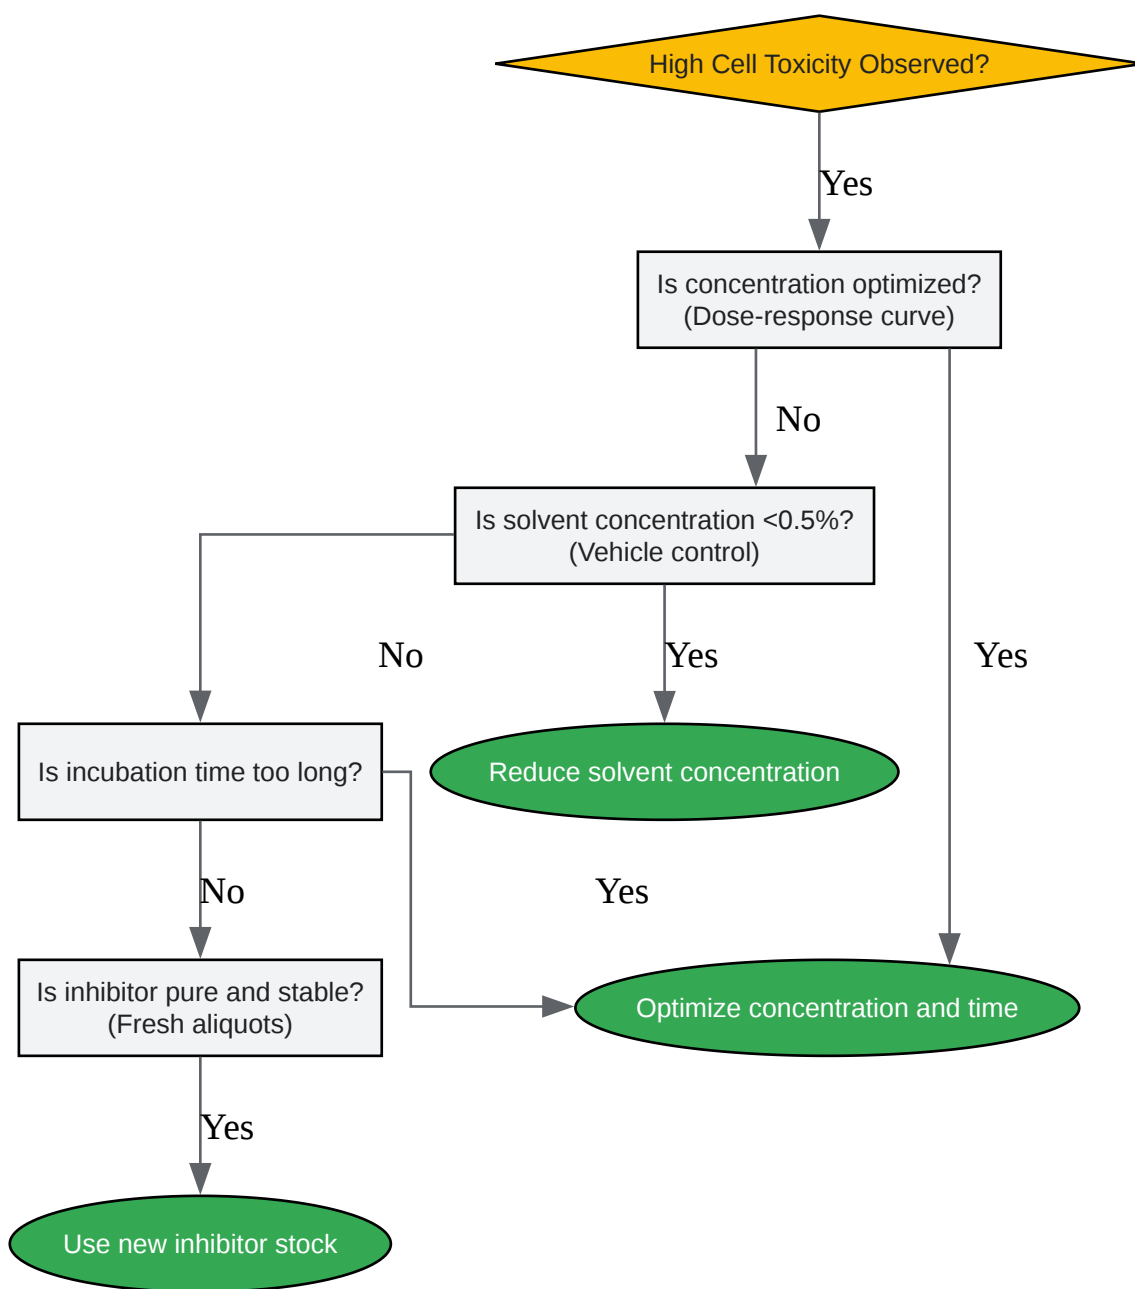 High Cell Toxicity Observed?
Yes
Is concentration optimized?
(Dose-response curve)
No
Is solvent concentration <0.5%?
(Vehicle control)
No
Yes
Yes
Is incubation time too long?
Reduce solvent concentration
No
Yes
Is inhibitor pure and stable?
(Fresh aliquots)
Optimize concentration and time
Yes
Use new inhibitor stock